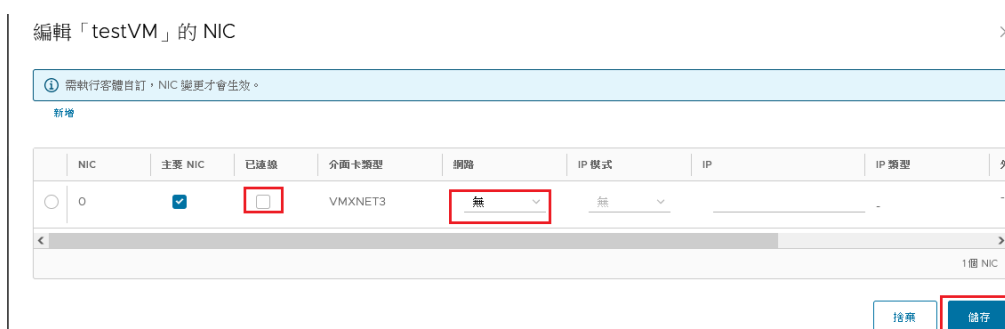 編輯「testVM」的 NIC
需執行客體自訂，NIC 變更才會生效。
新增
NIC 主要 NIC 已連線 介面卡類型 網路 IP 模式 IP IP 類型
0 VMXNET3 無 無 - -
1 個 NIC
捨棄 儲存